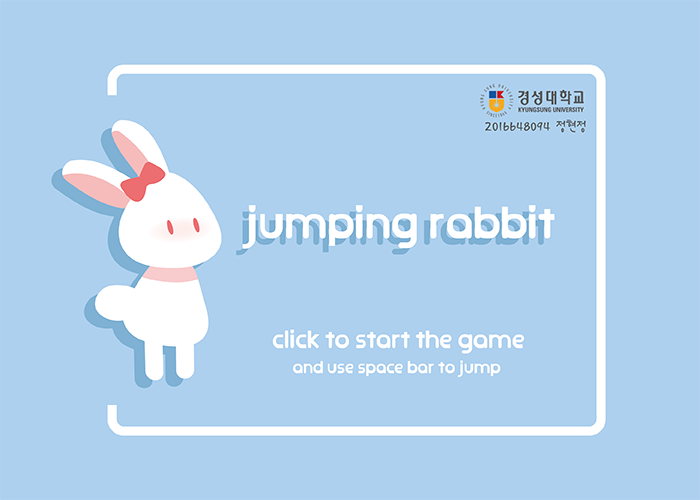 경성대학교
KYUNGSUNG UNIVERSITY
2016648094 정현정
jumping rabbit
click to start the game
and use space bar to jump